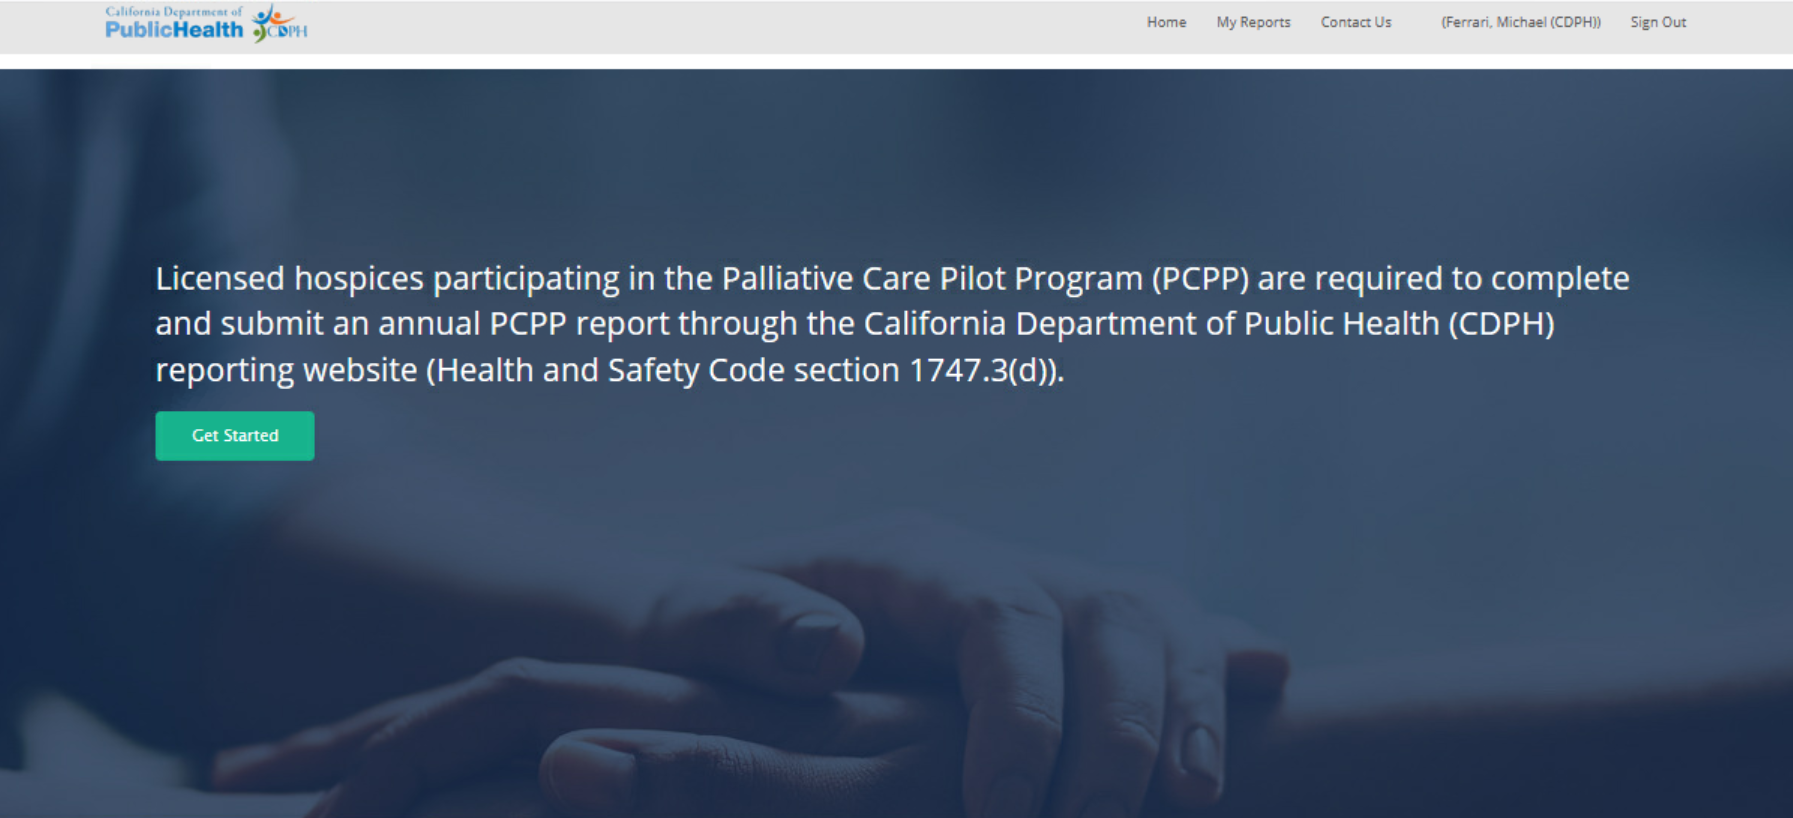 California Department of
PublicHealth
CDPH
Home My Reports Contact Us (Ferrari, Michael (CDPH)) Sign Out
Licensed hospices participating in the Palliative Care Pilot Program (PCPP) are required to complete
and submit an annual PCPP report through the California Department of Public Health (CDPH)
reporting website (Health and Safety Code section 1747.3(d)).
Get Started